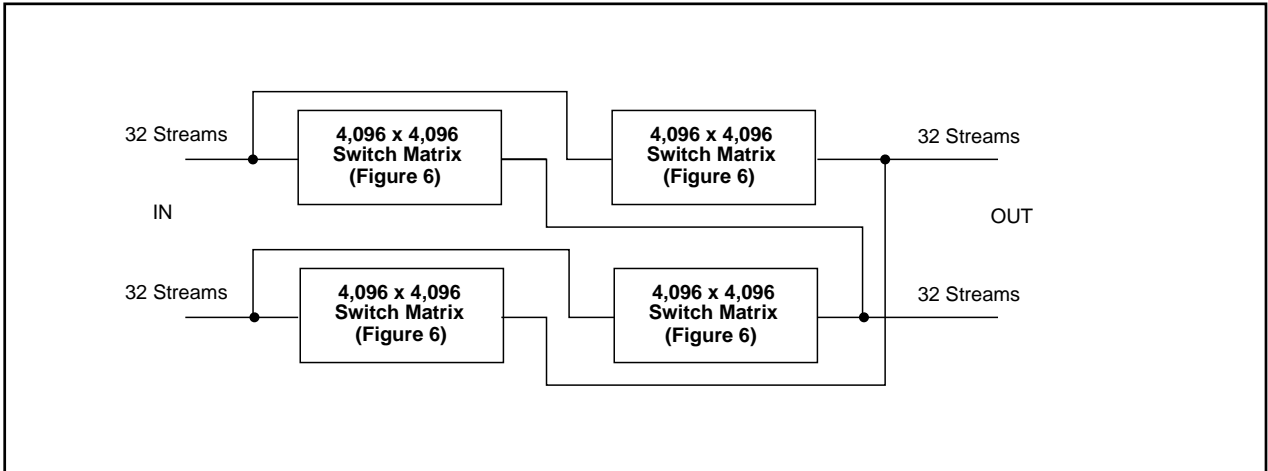 32 Streams
4,096 x 4,096
Switch Matrix
(Figure 6)
4,096 x 4,096
Switch Matrix
(Figure 6)
32 Streams
IN
OUT
32 Streams
4,096 x 4,096
Switch Matrix
(Figure 6)
4,096 x 4,096
Switch Matrix
(Figure 6)
32 Streams